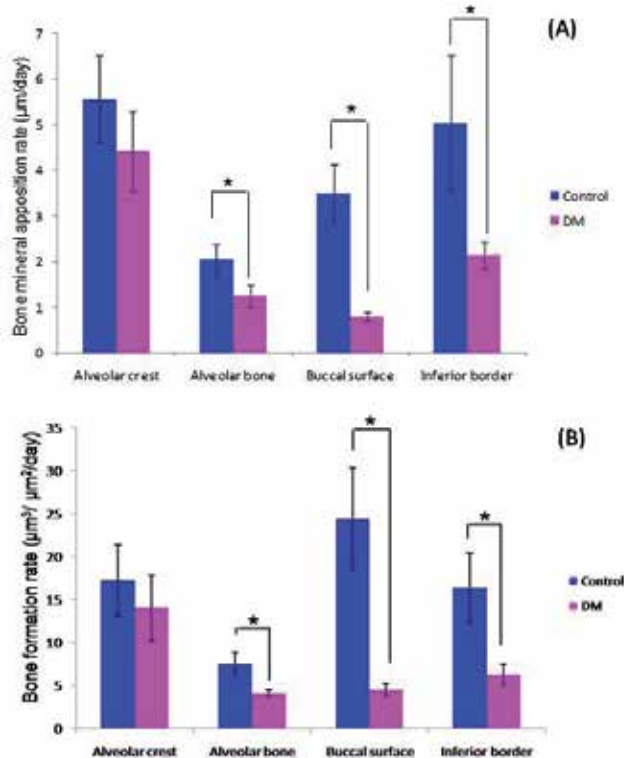 (A)
Bone mineral apposition rate (µm/day)
7
6
5
4
3
2
1
0
*
*
*
Control
DM
Alveolar crest Alveolar bone Buccal surface Inferior border
(B)
Bone formation rate (µm³/ µm²/day)
35
30
25
20
15
10
5
0
*
*
*
Control
DM
Alveolar crest Alveolar bone Buccal surface Inferior border